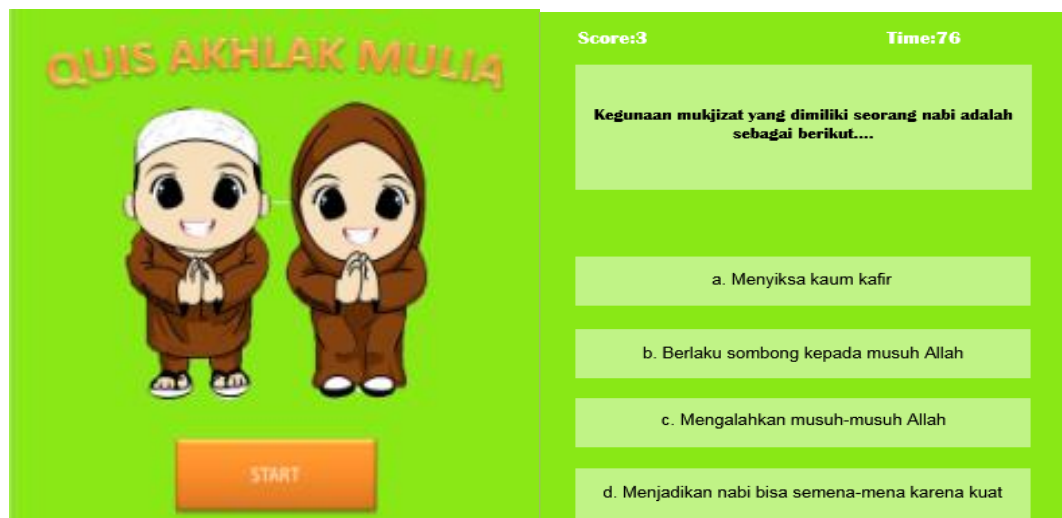 QUIS AKHLAK MULIA
START
Score:3
Time:76
Kegunaan mukjizat yang dimiliki seorang nabi adalah
sebagai berikut....
a. Menyiksa kaum kafir
b. Berlaku sombong kepada musuh Allah
c. Mengalahkan musuh-musuh Allah
d. Menjadikan nabi bisa semena-mena karena kuat